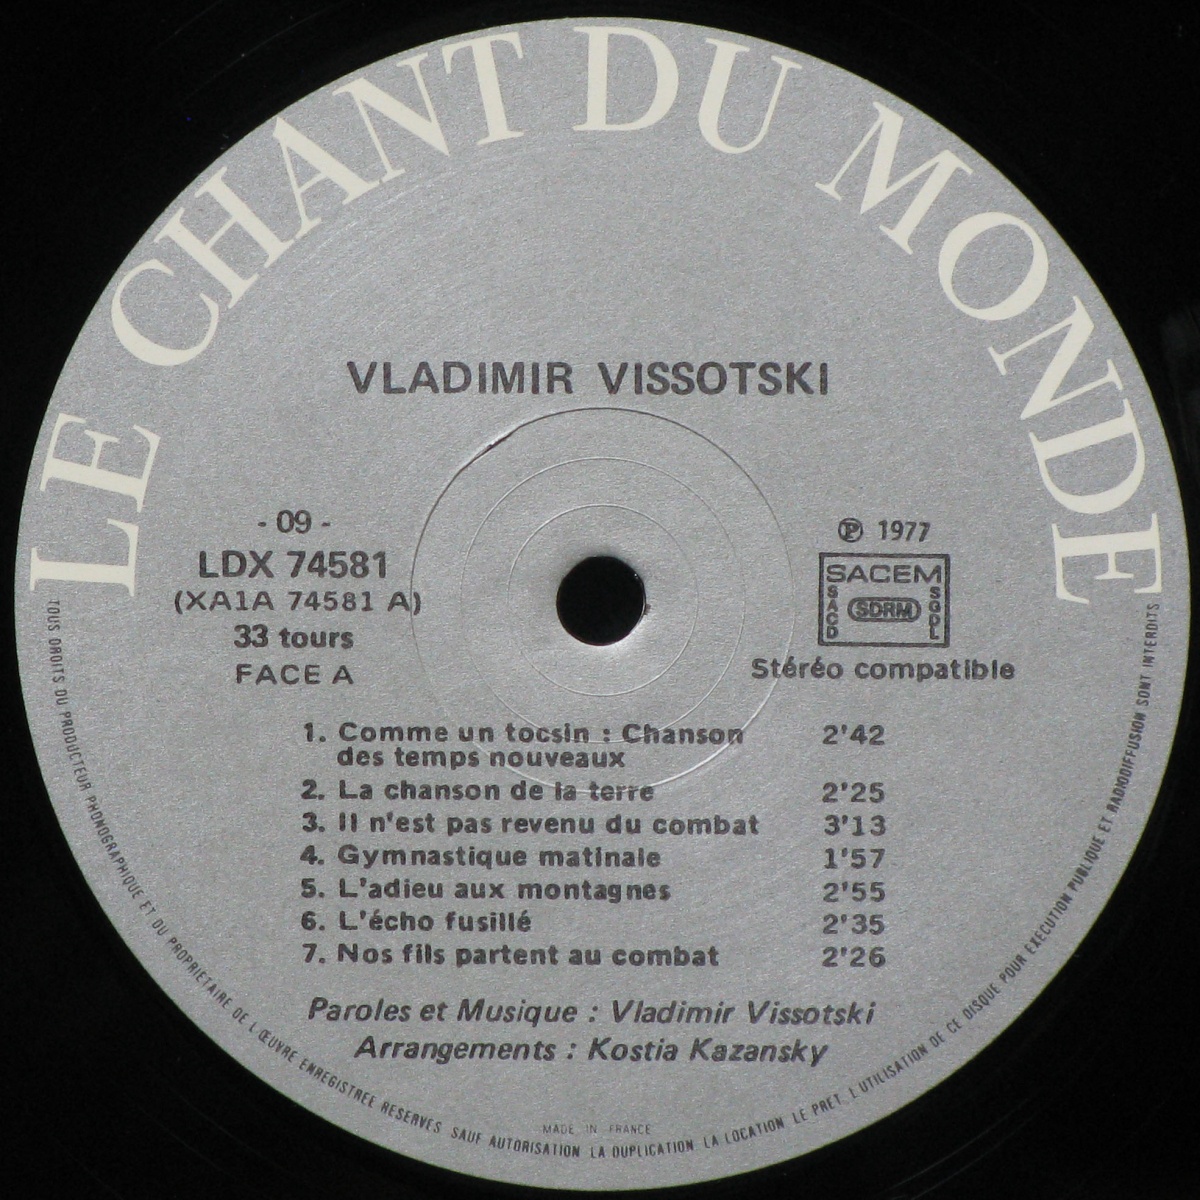 LE CHANT DU MONDE
VLADIMIR VISSOTSKI
- 09 -
LDX 74581
(XA1A 74581 A)
33 tours
FACE A
Ⓟ 1977
SACEM
SACD
SDRM
SGDL
Stéréo compatible
1. Comme un tocsin : Chanson 2'42
des temps nouveaux
2. La chanson de la terre 2'25
3. Il n'est pas revenu du combat 3'13
4. Gymnastique matinale 1'57
5. L'adieu aux montagnes 2'55
6. L'écho fusillé 2'35
7. Nos fils partent au combat 2'26
Paroles et Musique : Vladimir Vissotski
Arrangements : Kostia Kazansky
MADE IN FRANCE
TOUS DROITS DU PRODUCTEUR PHONOGRAPHIQUE ET DU PROPRIETAIRE DE L'ŒUVRE ENREGISTREE RESERVES SAUF AUTORISATION LA DUPLICATION LA LOCATION LE PRET L'UTILISATION DE CE DISQUE POUR EXECUTION PUBLIQUE ET RADIODIFFUSION SONT INTERDITS